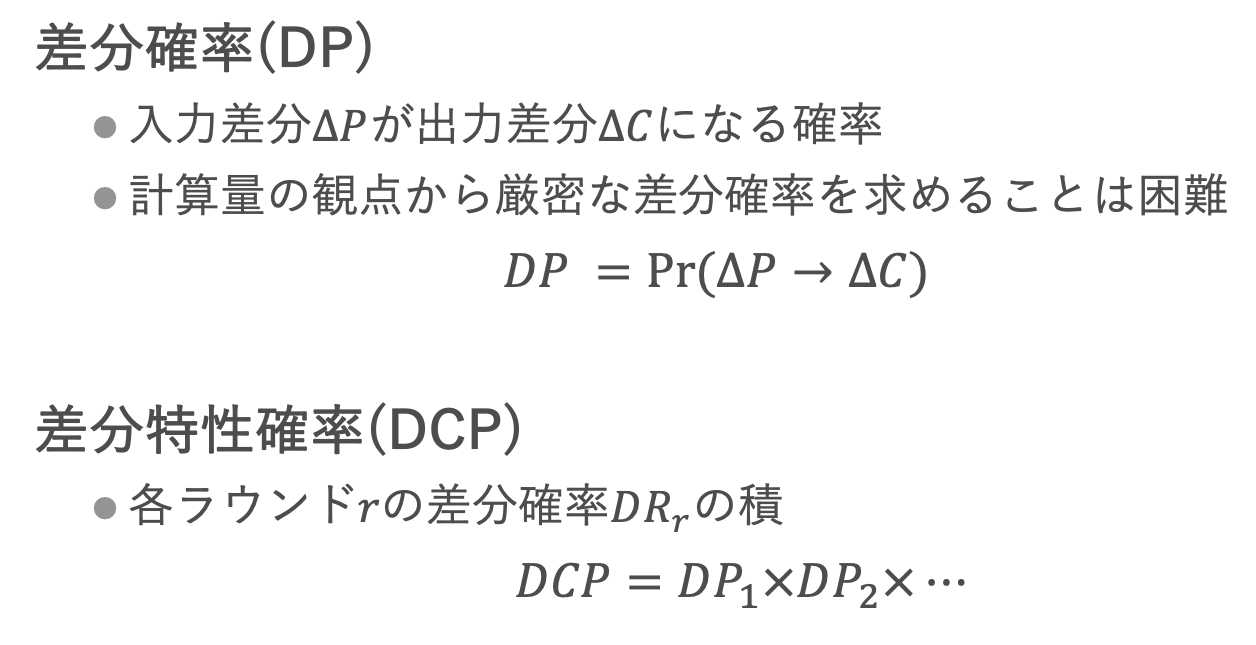 差分確率(DP)
● 入力差分ΔPが出力差分ΔCになる確率
● 計算量の観点から厳密な差分確率を求めることは困難
DP = Pr(ΔP → ΔC)
差分特性確率(DCP)
● 各ラウンドrの差分確率DRᵣの積
DCP = DP₁×DP₂×⋯